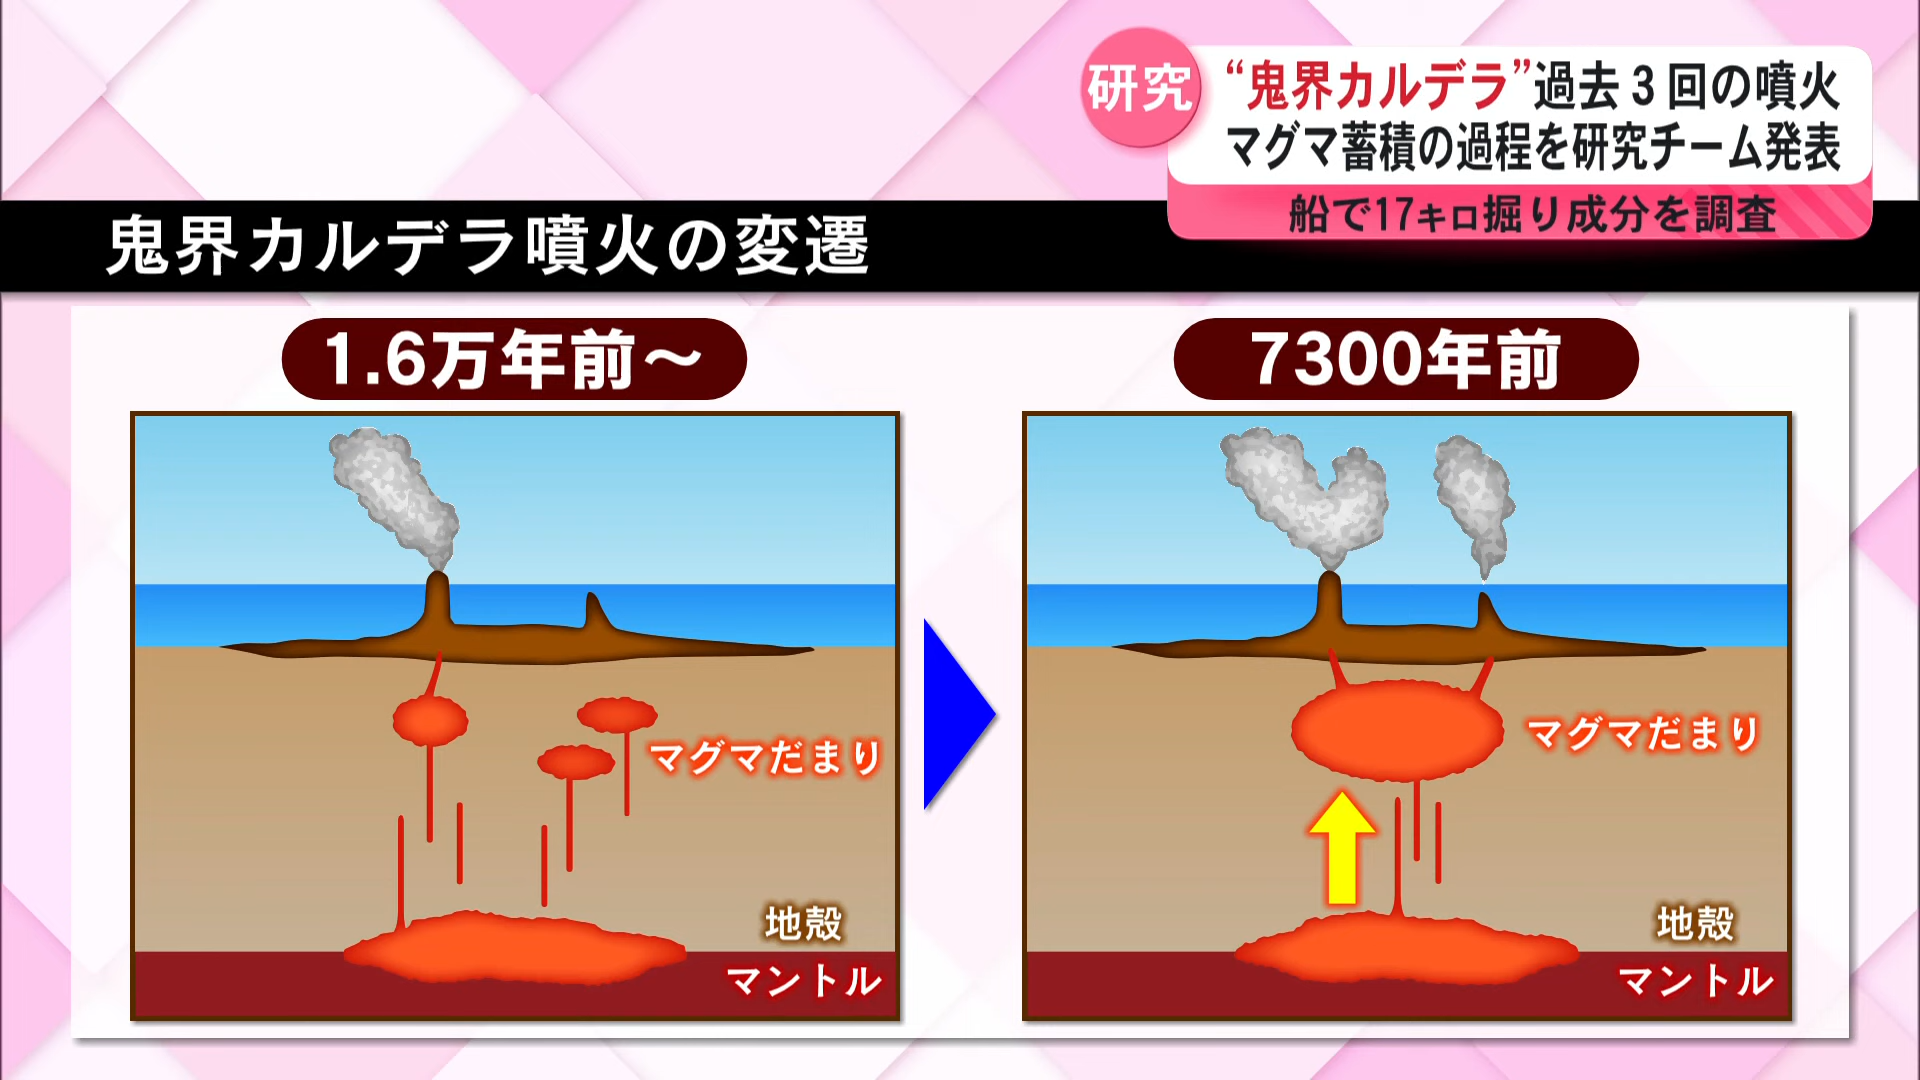 研究
“鬼界カルデラ”過去3回の噴火
マグマ蓄積の過程を研究チーム発表
船で17キロ掘り成分を調査
鬼界カルデラ噴火の変遷
1.6万年前～
マグマだまり
地殻
マントル
7300年前
マグマだまり
地殻
マントル